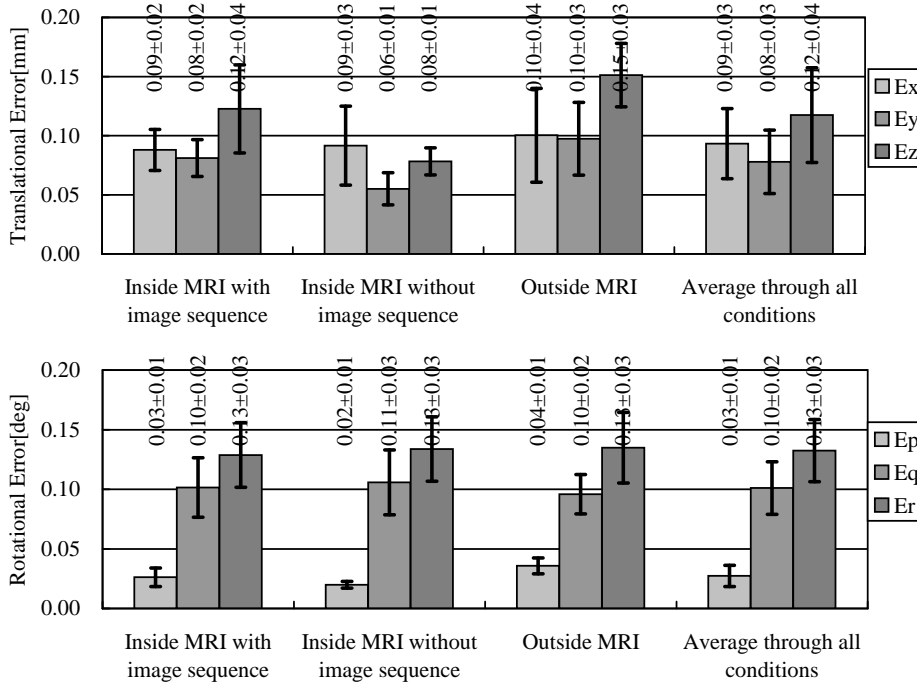 0.20
0.15
0.10
0.05
0.00
Translational Error[mm]
0.09±0.02
0.08±0.02
0.12±0.04
0.09±0.03
0.06±0.01
0.08±0.01
0.10±0.04
0.10±0.03
0.15±0.03
0.09±0.03
0.08±0.03
0.12±0.04
Ex
Ey
Ez
Inside MRI with
image sequence
Inside MRI without
image sequence
Outside MRI
Average through all
conditions
0.20
0.15
0.10
0.05
0.00
Rotational Error[deg]
0.03±0.01
0.10±0.02
0.13±0.03
0.02±0.01
0.11±0.03
0.13±0.03
0.04±0.01
0.10±0.02
0.13±0.03
0.03±0.01
0.10±0.02
0.13±0.03
Ep
Eq
Er
Inside MRI with
image sequence
Inside MRI without
image sequence
Outside MRI
Average through all
conditions